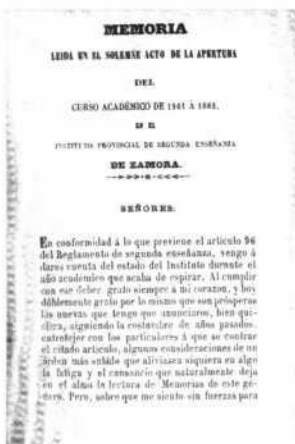 MEMORIA
LEIDA EN EL SOLEMNE ACTO DE LA APERTURA
DEL
CURSO ACADÉMICO DE 1861 Á 1862,
EN EL
INSTITUTO PROVINCIAL DE SEGUNDA ENSEÑANZA
DE ZAMORA.
SEÑORES:
En conformidad á lo que previene el artículo 96
del Reglamento de segunda enseñanza, vengo á
daros cuenta del estado del Instituto durante el
año académico que acaba de espirar. Al cumplir
con ese deber, grato siempre á mi corazon, y hoy
doblemente grato por lo mismo que son prósperas
las nuevas que tengo que anunciaros, bien qui-
siera, siguiendo la costumbre de años pasados,
entretejer con los particulares á que se contrae
el citado artículo, algunas consideraciones de un
órden mas subido que aliviasen siquiera en algo
la fatiga y el cansancio que naturalmente deja
en el alma la lectura de Memorias de este gé-
nero. Pero, sobre que me siento sin fuerzas para